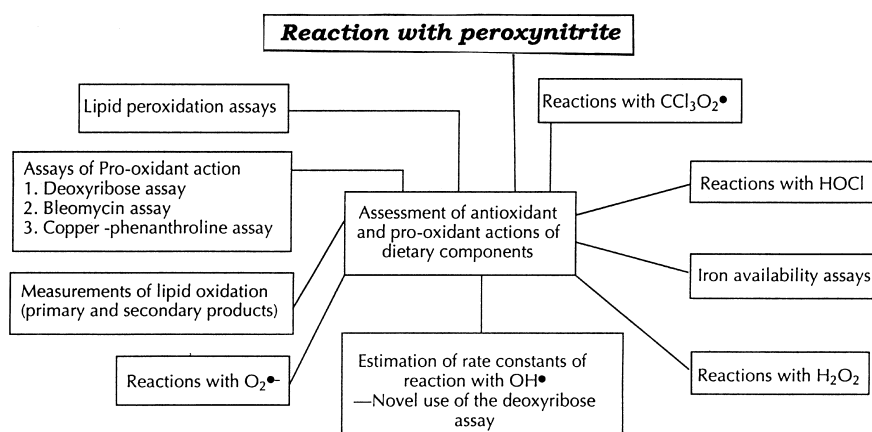 Reaction with peroxynitrite
Lipid peroxidation assays
Reactions with CCl₃O₂●
Assays of Pro-oxidant action
1. Deoxyribose assay
2. Bleomycin assay
3. Copper -phenanthroline assay
Assessment of antioxidant
and pro-oxidant actions of
dietary components
Reactions with HOCl
Iron availability assays
Measurements of lipid oxidation
(primary and secondary products)
Reactions with O₂●–
Estimation of rate constants of
reaction with OH●
—Novel use of the deoxyribose
assay
Reactions with H₂O₂